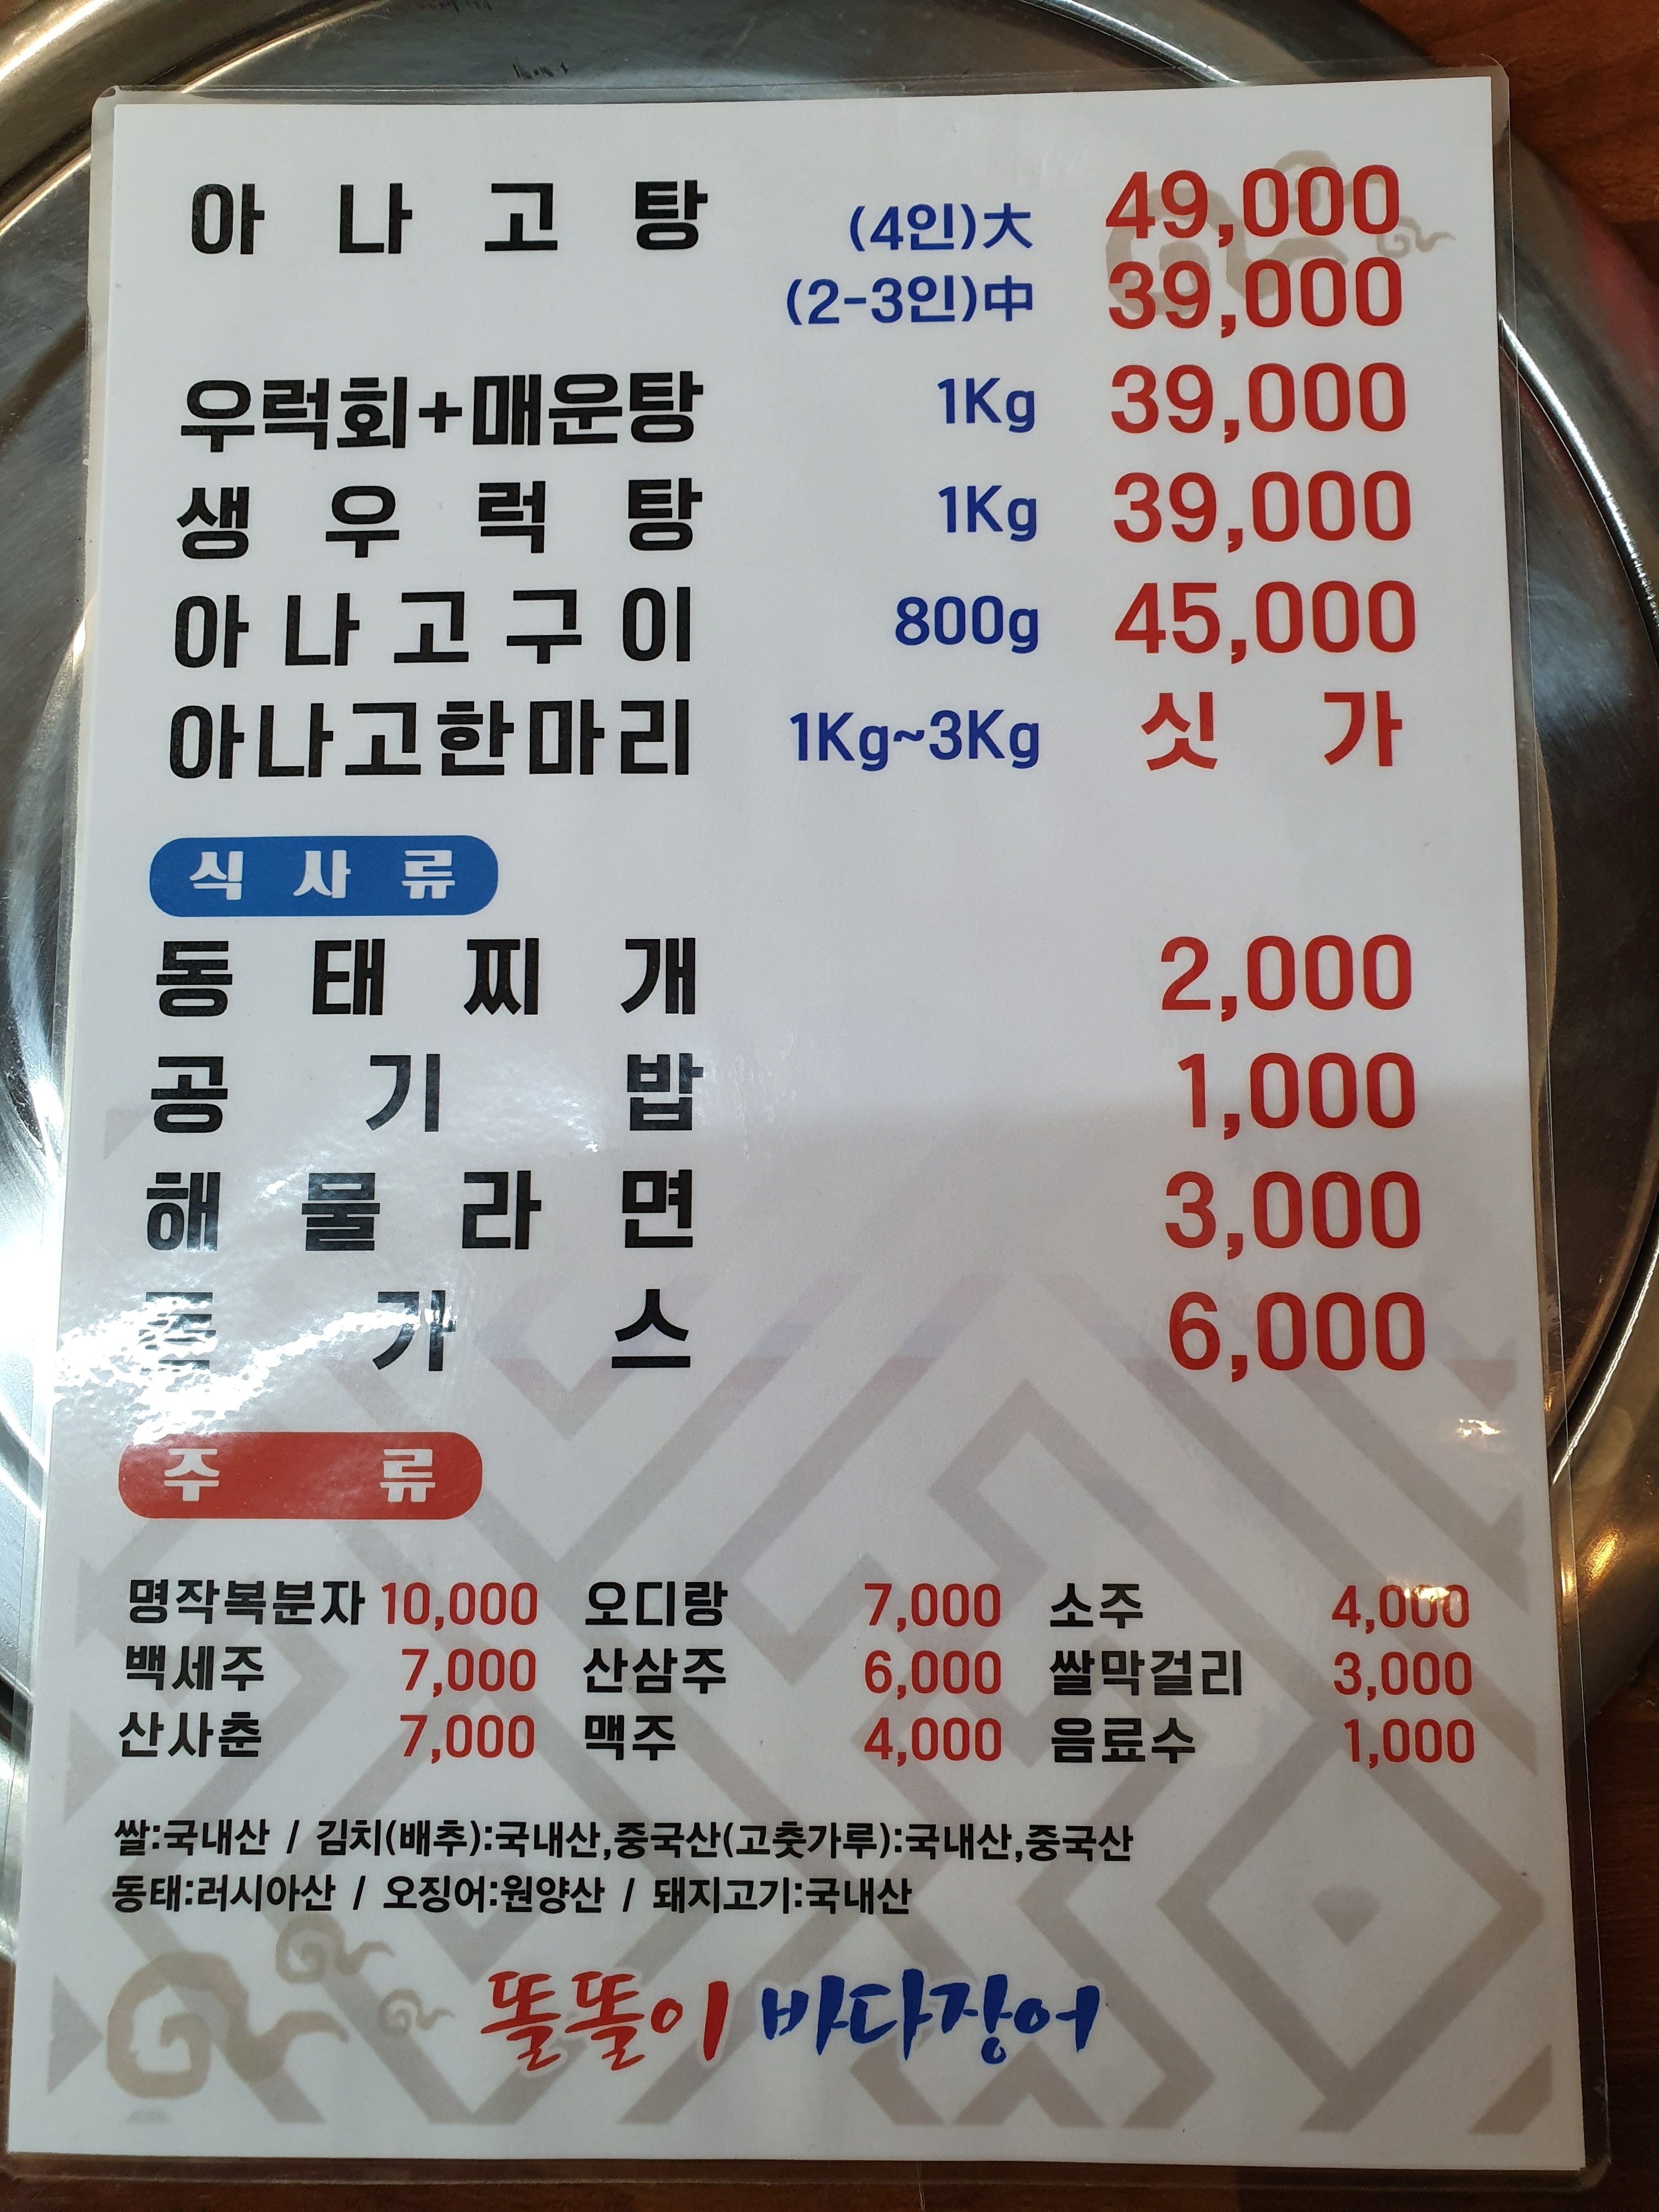 아나고탕 (4인)大 49,000
(2-3인)中 39,000
우럭회+매운탕 1Kg 39,000
생우럭탕 1Kg 39,000
아나고구이 800g 45,000
아나고한마리 1Kg~3Kg 싯가
식사류
동태찌개 2,000
공기밥 1,000
해물라면 3,000
돈가스 6,000
주류
명작복분자 10,000 오디랑 7,000 소주 4,000
백세주 7,000 산삼주 6,000 쌀막걸리 3,000
산사춘 7,000 맥주 4,000 음료수 1,000
쌀:국내산 / 김치(배추):국내산,중국산(고춧가루):국내산,중국산
동태:러시아산 / 오징어:원양산 / 돼지고기:국내산
똘똘이 바다장어